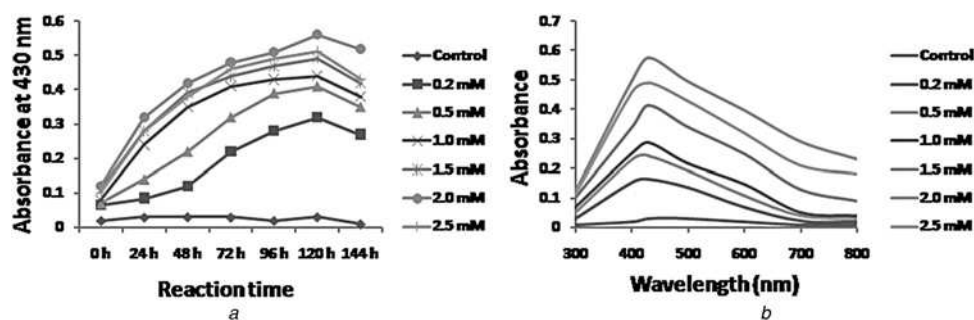 Absorbance at 430 nm
0.6
0.5
0.4
0.3
0.2
0.1
0
0 h 24 h 48 h 72 h 96 h 120 h 144 h
Reaction time
Control
0.2 mM
0.5 mM
1.0 mM
1.5 mM
2.0 mM
2.5 mM
a
Absorbance
0.7
0.6
0.5
0.4
0.3
0.2
0.1
0
300 400 500 600 700 800
Wavelength (nm)
Control
0.2 mM
0.5 mM
1.0 mM
1.5 mM
2.0 mM
2.5 mM
b